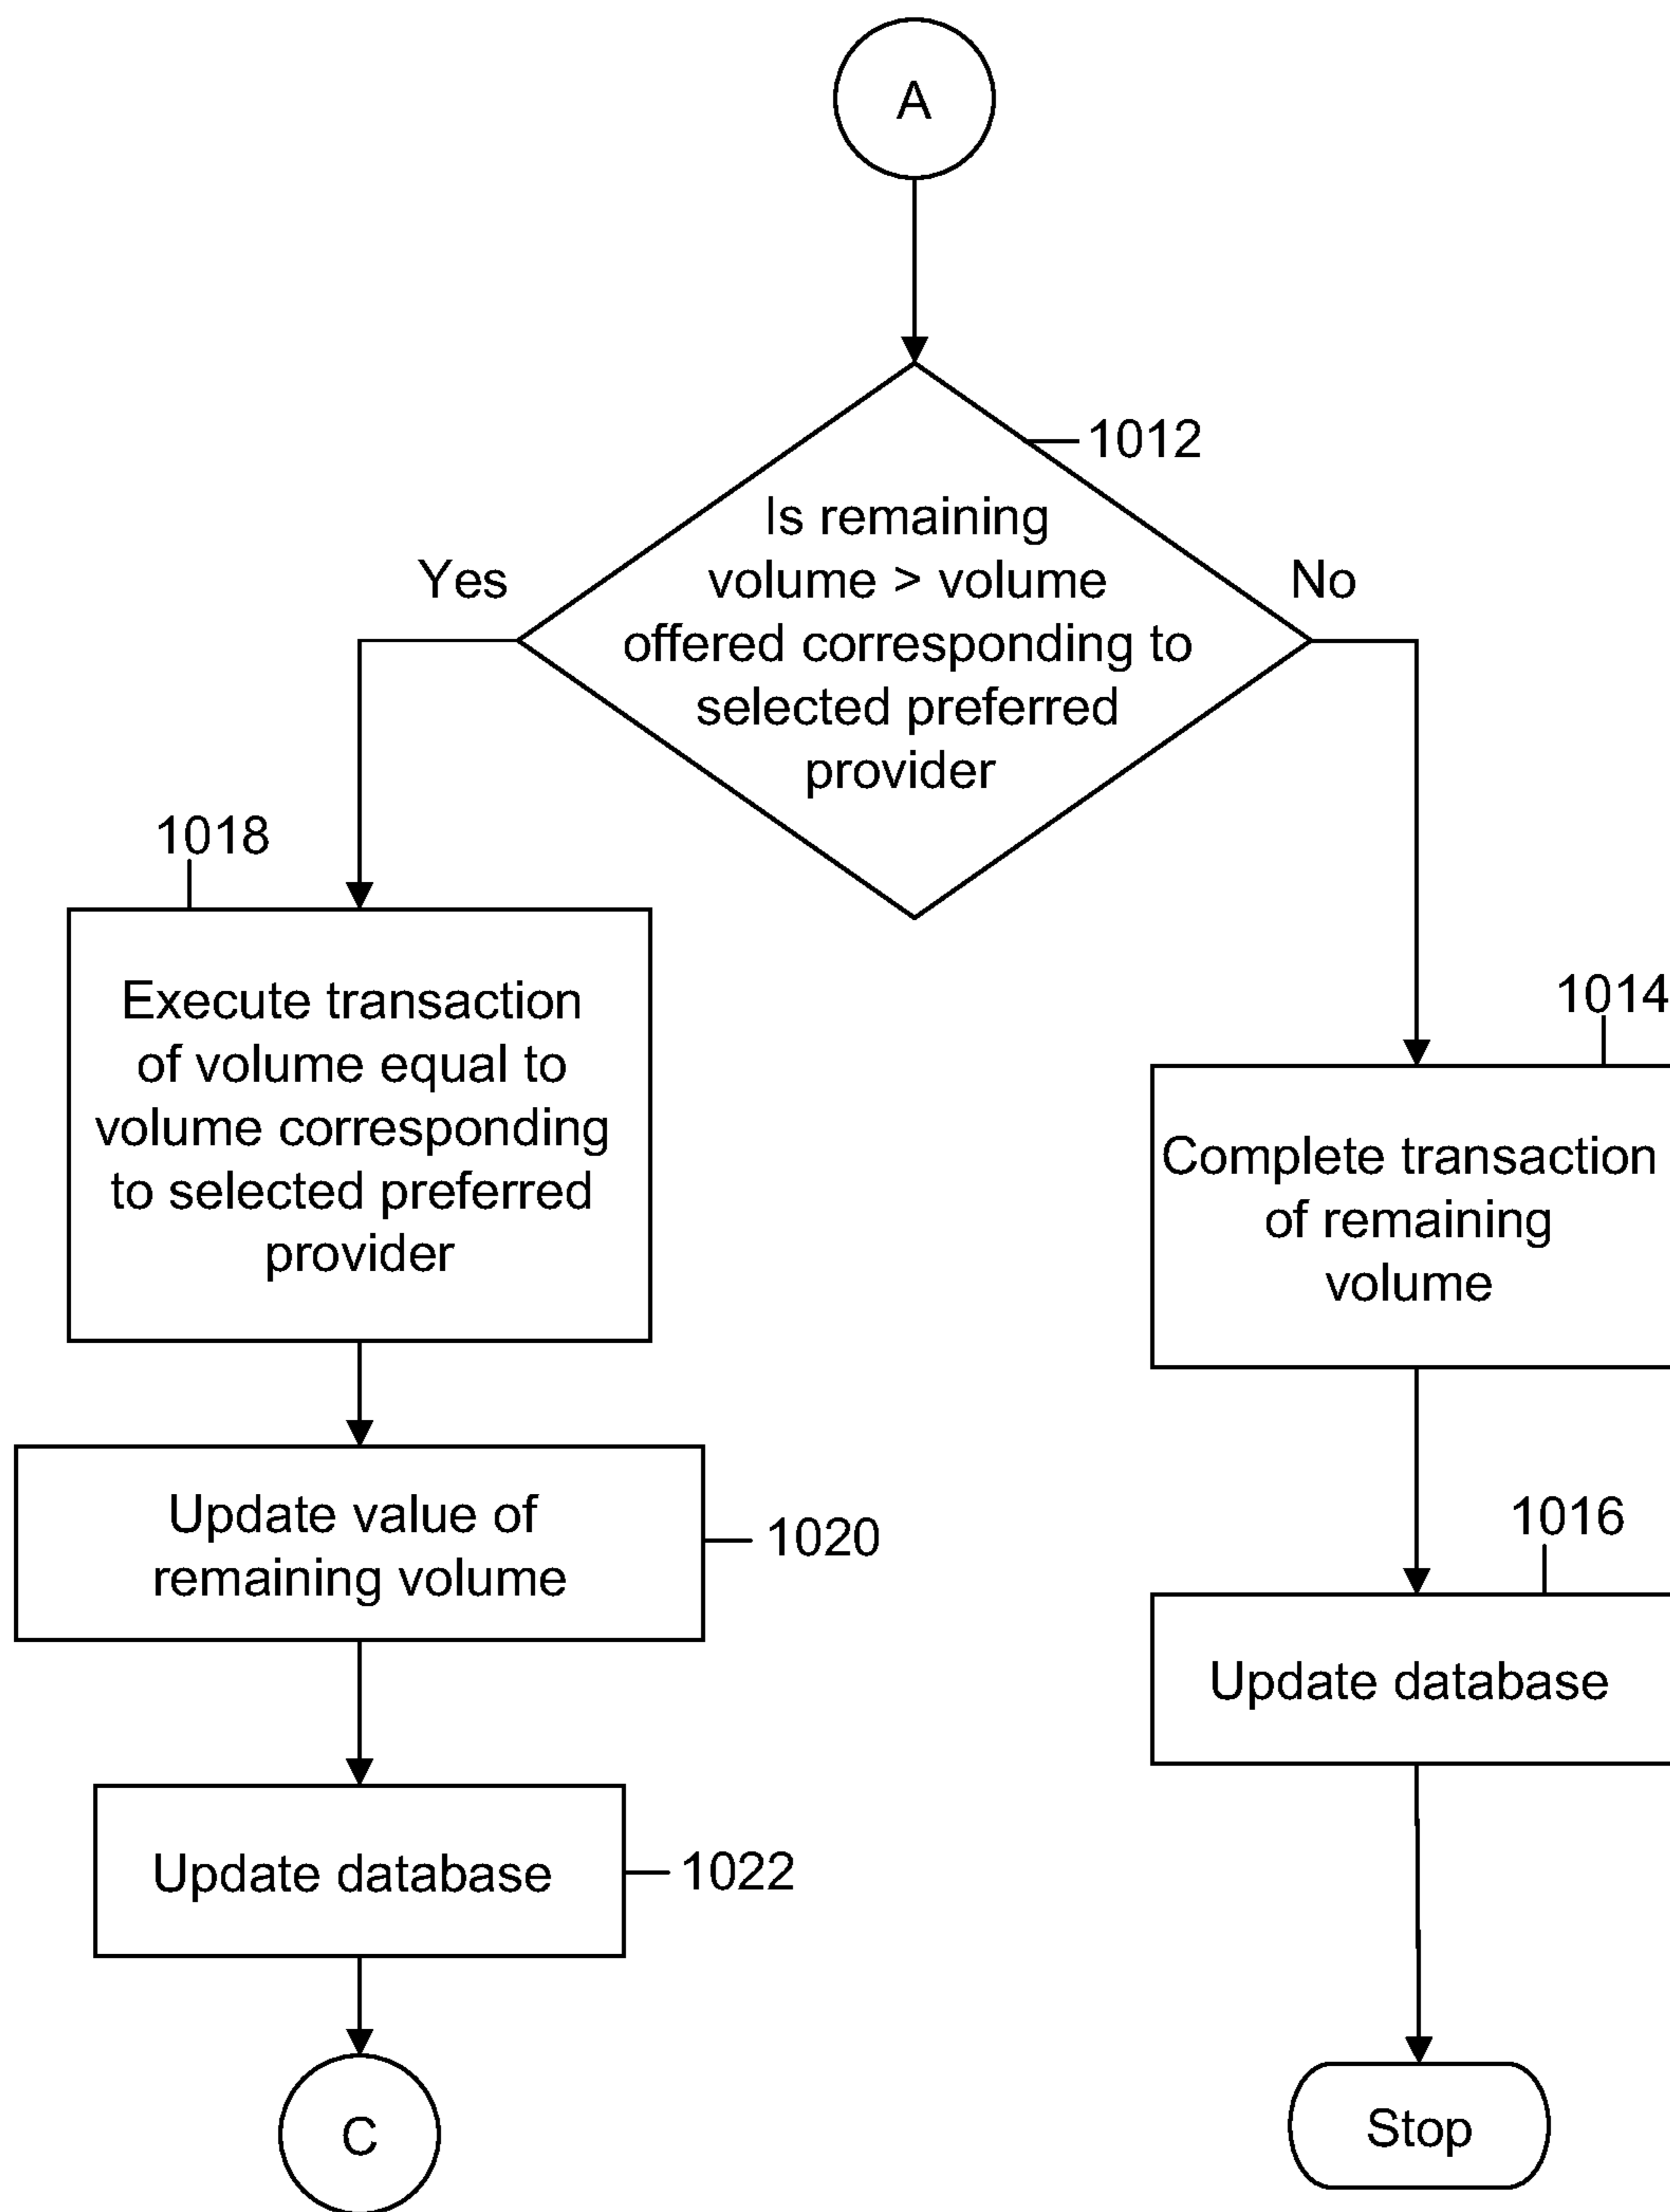 A
1012
Is remaining
volume > volume
offered corresponding to
selected preferred
provider
Yes
No
1018
Execute transaction
of volume equal to
volume corresponding
to selected preferred
provider
1014
Complete transaction
of remaining
volume
Update value of
remaining volume
1020
1016
Update database
Update database
1022
C
Stop